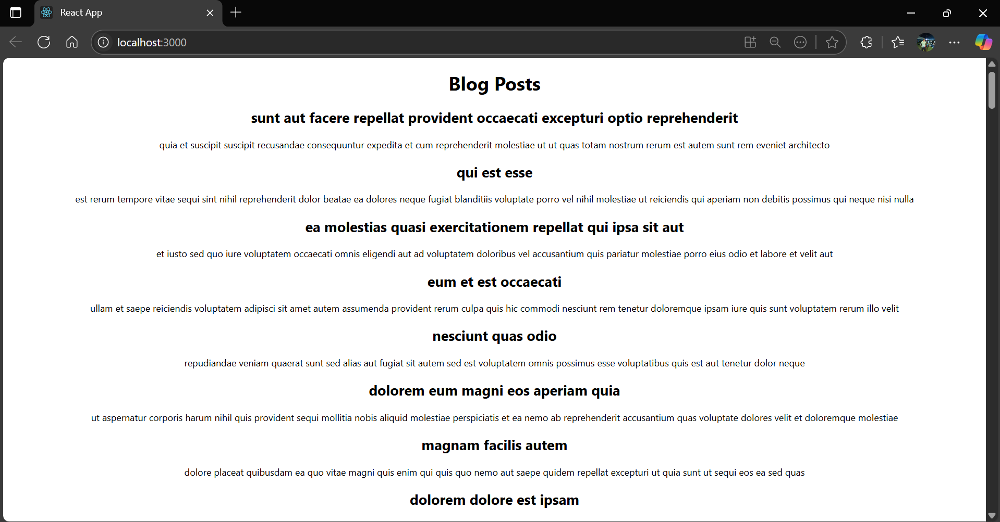 React App
localhost:3000
Blog Posts
sunt aut facere repellat provident occaecati excepturi optio reprehenderit
quia et suscipit suscipit recusandae consequuntur expedita et cum reprehenderit molestiae ut ut quas totam nostrum rerum est autem sunt rem eveniet architecto
qui est esse
est rerum tempore vitae sequi sint nihil reprehenderit dolor beatae ea dolores neque fugiat blanditiis voluptate porro vel nihil molestiae ut reiciendis qui aperiam non debitis possimus qui neque nisi nulla
ea molestias quasi exercitationem repellat qui ipsa sit aut
et iusto sed quo iure voluptatem occaecati omnis eligendi aut ad voluptatem doloribus vel accusantium quis pariatur molestiae porro eius odio et labore et velit aut
eum et est occaecati
ullam et saepe reiciendis voluptatem adipisci sit amet autem assumenda provident rerum culpa quis hic commodi nesciunt rem tenetur doloremque ipsam iure quis sunt voluptatem rerum illo velit
nesciunt quas odio
repudiandae veniam quaerat sunt sed alias aut fugiat sit autem sed est voluptatem omnis possimus esse voluptatibus quis est aut tenetur dolor neque
dolorem eum magni eos aperiam quia
ut aspernatur corporis harum nihil quis provident sequi mollitia nobis aliquid molestiae perspiciatis et ea nemo ab reprehenderit accusantium quas voluptate dolores velit et doloremque molestiae
magnam facilis autem
dolore placeat quibusdam ea quo vitae magni quis enim qui quis quo nemo aut saepe quidem repellat excepturi ut quia sunt ut sequi eos ea sed quas
dolorem dolore est ipsam